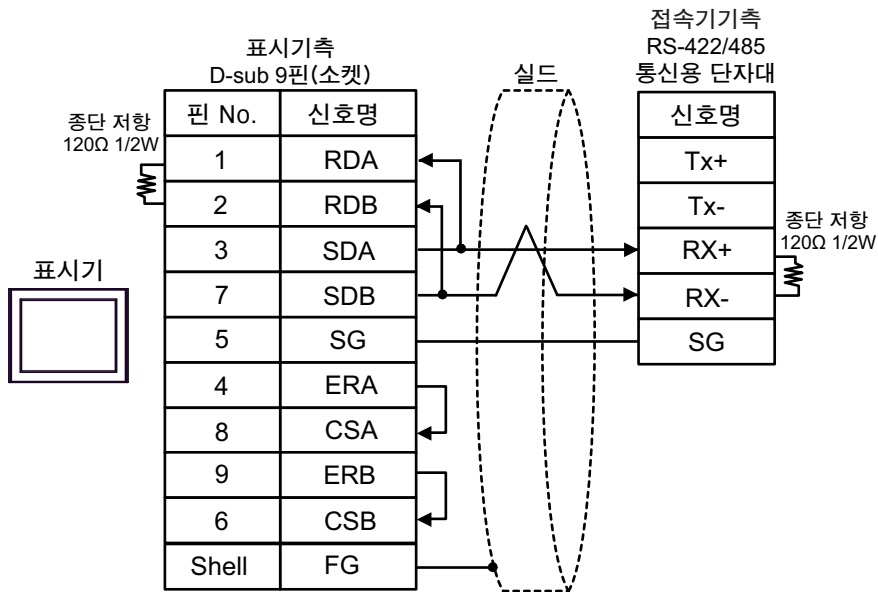 표시기측
D-sub 9핀(소켓)
실드
접속기기측
RS-422/485
통신용 단자대
종단 저항
120Ω 1/2W
표시기
핀 No. 신호명
1 RDA
2 RDB
3 SDA
7 SDB
5 SG
4 ERA
8 CSA
9 ERB
6 CSB
Shell FG
신호명
Tx+
Tx-
RX+
RX-
SG
종단 저항
120Ω 1/2W